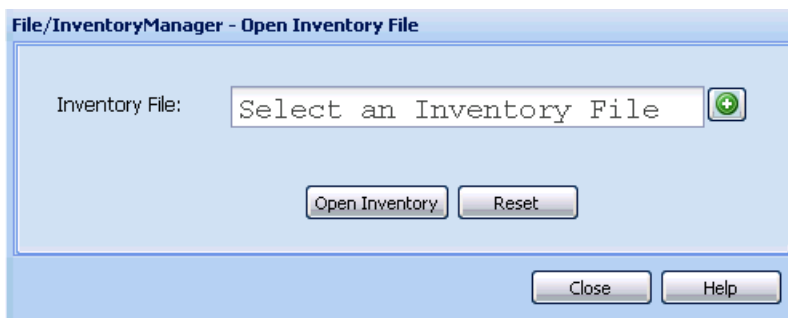 File/InventoryManager - Open Inventory File
Inventory File: Select an Inventory File
Open Inventory Reset
Close Help